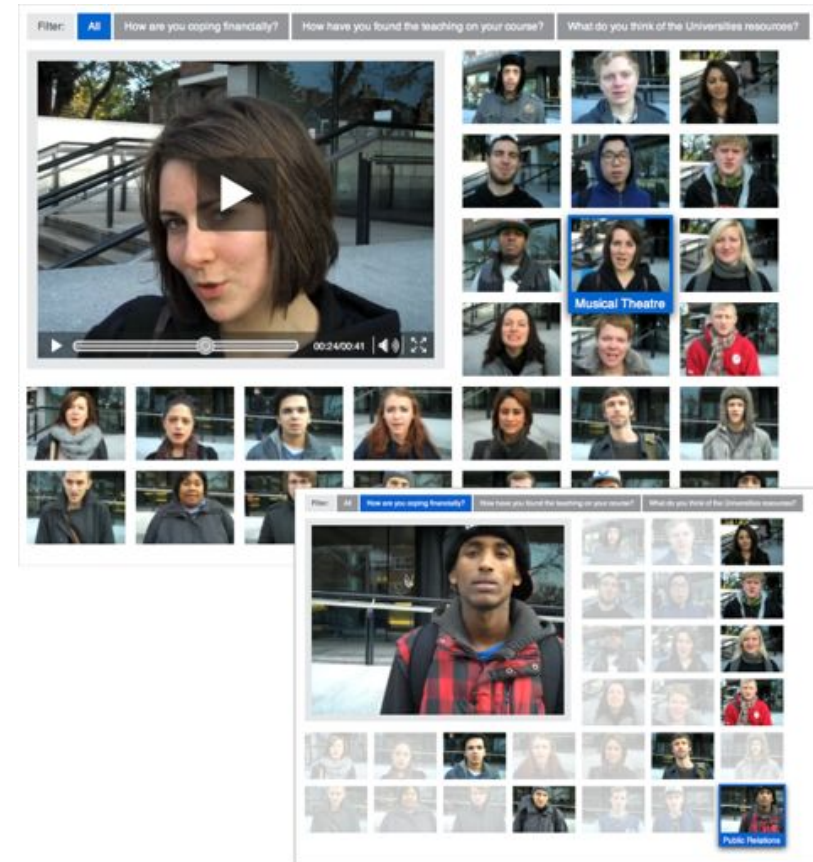 Filter: All How are you coping financially? How have you found the teaching on your course? What do you think of the Universities resources?
Musical Theatre
00:24/00:41
Filter: All How are you coping financially? How have you found the teaching on your course? What do you think of the Universities resources?
Public Relations